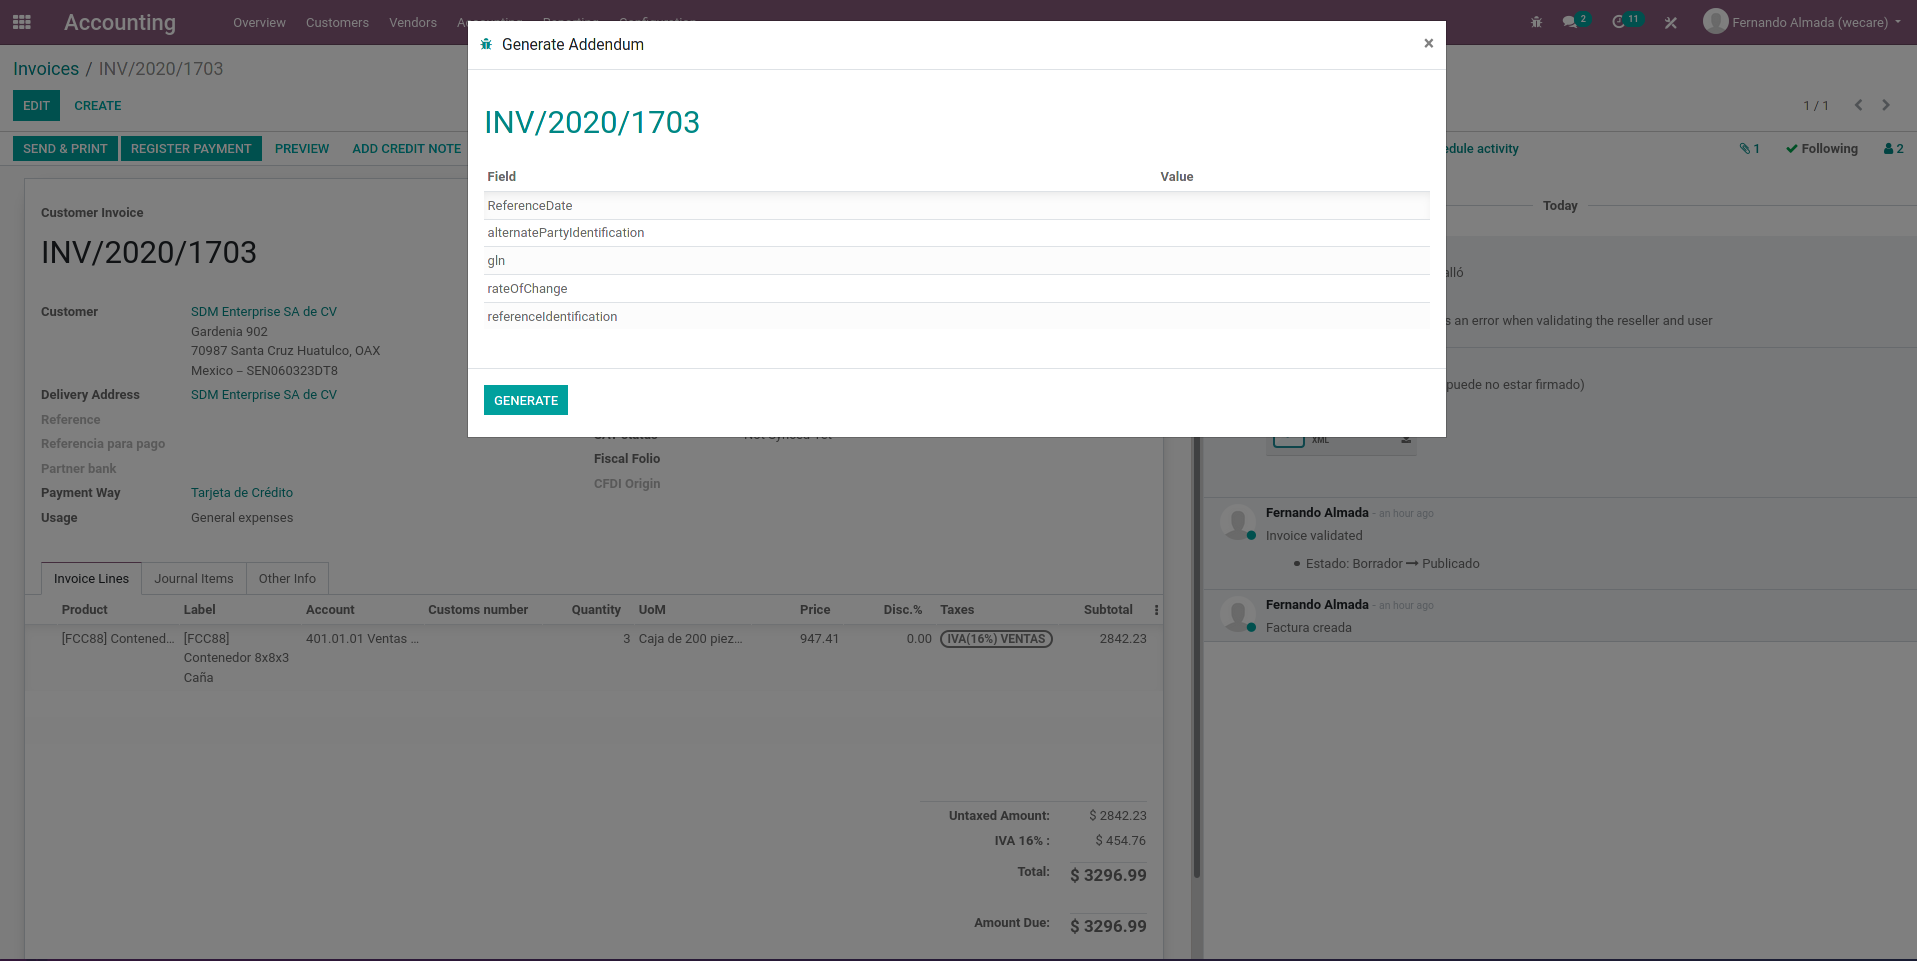 Accounting Overview Customers Vendors Accounting Reporting Configuration 2 11 Fernando Almada (wecare)
Invoices / INV/2020/1703
EDIT CREATE
1 / 1
SEND & PRINT REGISTER PAYMENT PREVIEW ADD CREDIT NOTE
activity 1 Following 2
Generate Addendum ×
INV/2020/1703
Field Value
ReferenceDate
alternatePartyIdentification
gln
rateOfChange
referenceIdentification
GENERATE
Customer Invoice
INV/2020/1703
Customer SDM Enterprise SA de CV
Gardenia 902
70987 Santa Cruz Huatulco, OAX
Mexico – SEN060323DT8
Delivery Address SDM Enterprise SA de CV
Reference
Referencia para pago
Partner bank
Payment Way Tarjeta de Crédito
Usage General expenses
Fiscal Folio
CFDI Origin
Invoice Lines Journal Items Other Info
Product Label Account Customs number Quantity UoM Price Disc.% Taxes Subtotal
[FCC88] Contened... [FCC88] 401.01.01 Ventas ... 3 Caja de 200 piez... 947.41 0.00 IVA(16%) VENTAS 2842.23
Contenedor 8x8x3
Caña
Untaxed Amount: $ 2842.23
IVA 16% : $ 454.76
Total: $ 3296.99
Amount Due: $ 3296.99
Today
an error when validating the reseller and user
puede no estar firmado)
XML
Fernando Almada - an hour ago
Invoice validated
Estado: Borrador → Publicado
Fernando Almada - an hour ago
Factura creada